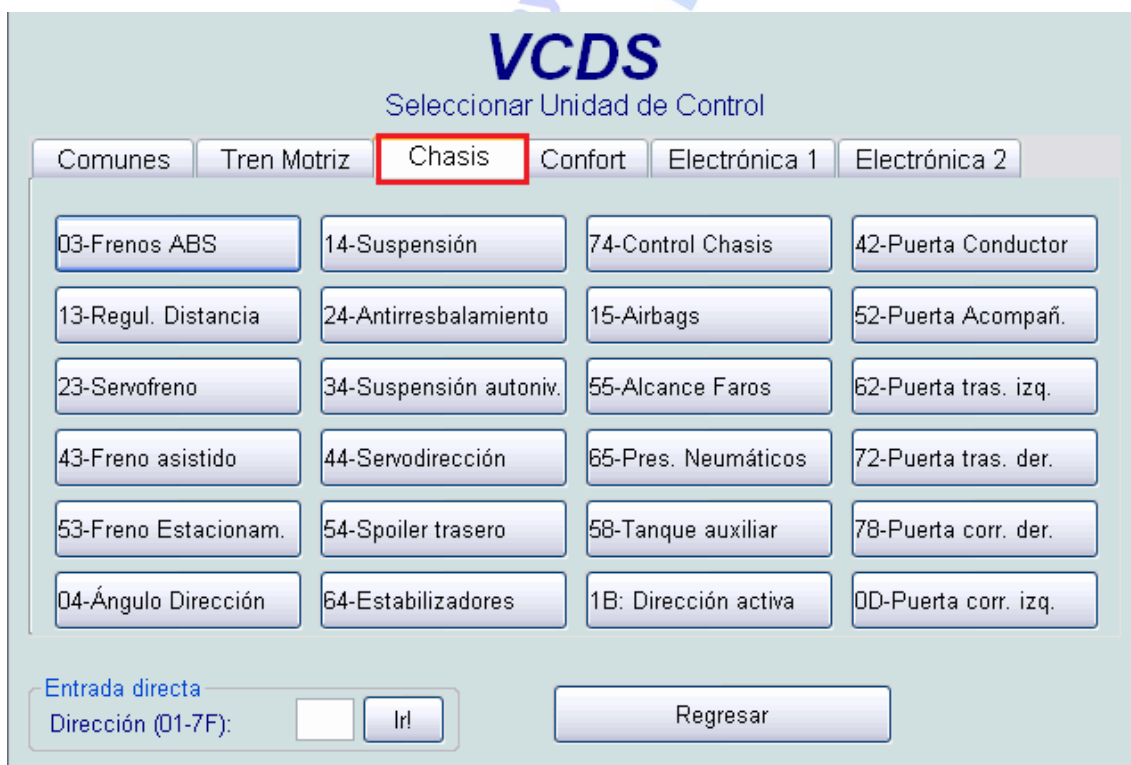 VCDS
Seleccionar Unidad de Control
Comunes Tren Motriz Chasis Confort Electrónica 1 Electrónica 2
03-Frenos ABS 14-Suspensión 74-Control Chasis 42-Puerta Conductor
13-Regul. Distancia 24-Antirresbalamiento 15-Airbags 52-Puerta Acompañ.
23-Servofreno 34-Suspensión autoniv. 55-Alcance Faros 62-Puerta tras. izq.
43-Freno asistido 44-Servodirección 65-Pres. Neumáticos 72-Puerta tras. der.
53-Freno Estacionam. 54-Spoiler trasero 58-Tanque auxiliar 78-Puerta corr. der.
04-Ángulo Dirección 64-Estabilizadores 1B: Dirección activa 0D-Puerta corr. izq.
Entrada directa
Dirección (01-7F): Ir! Regresar